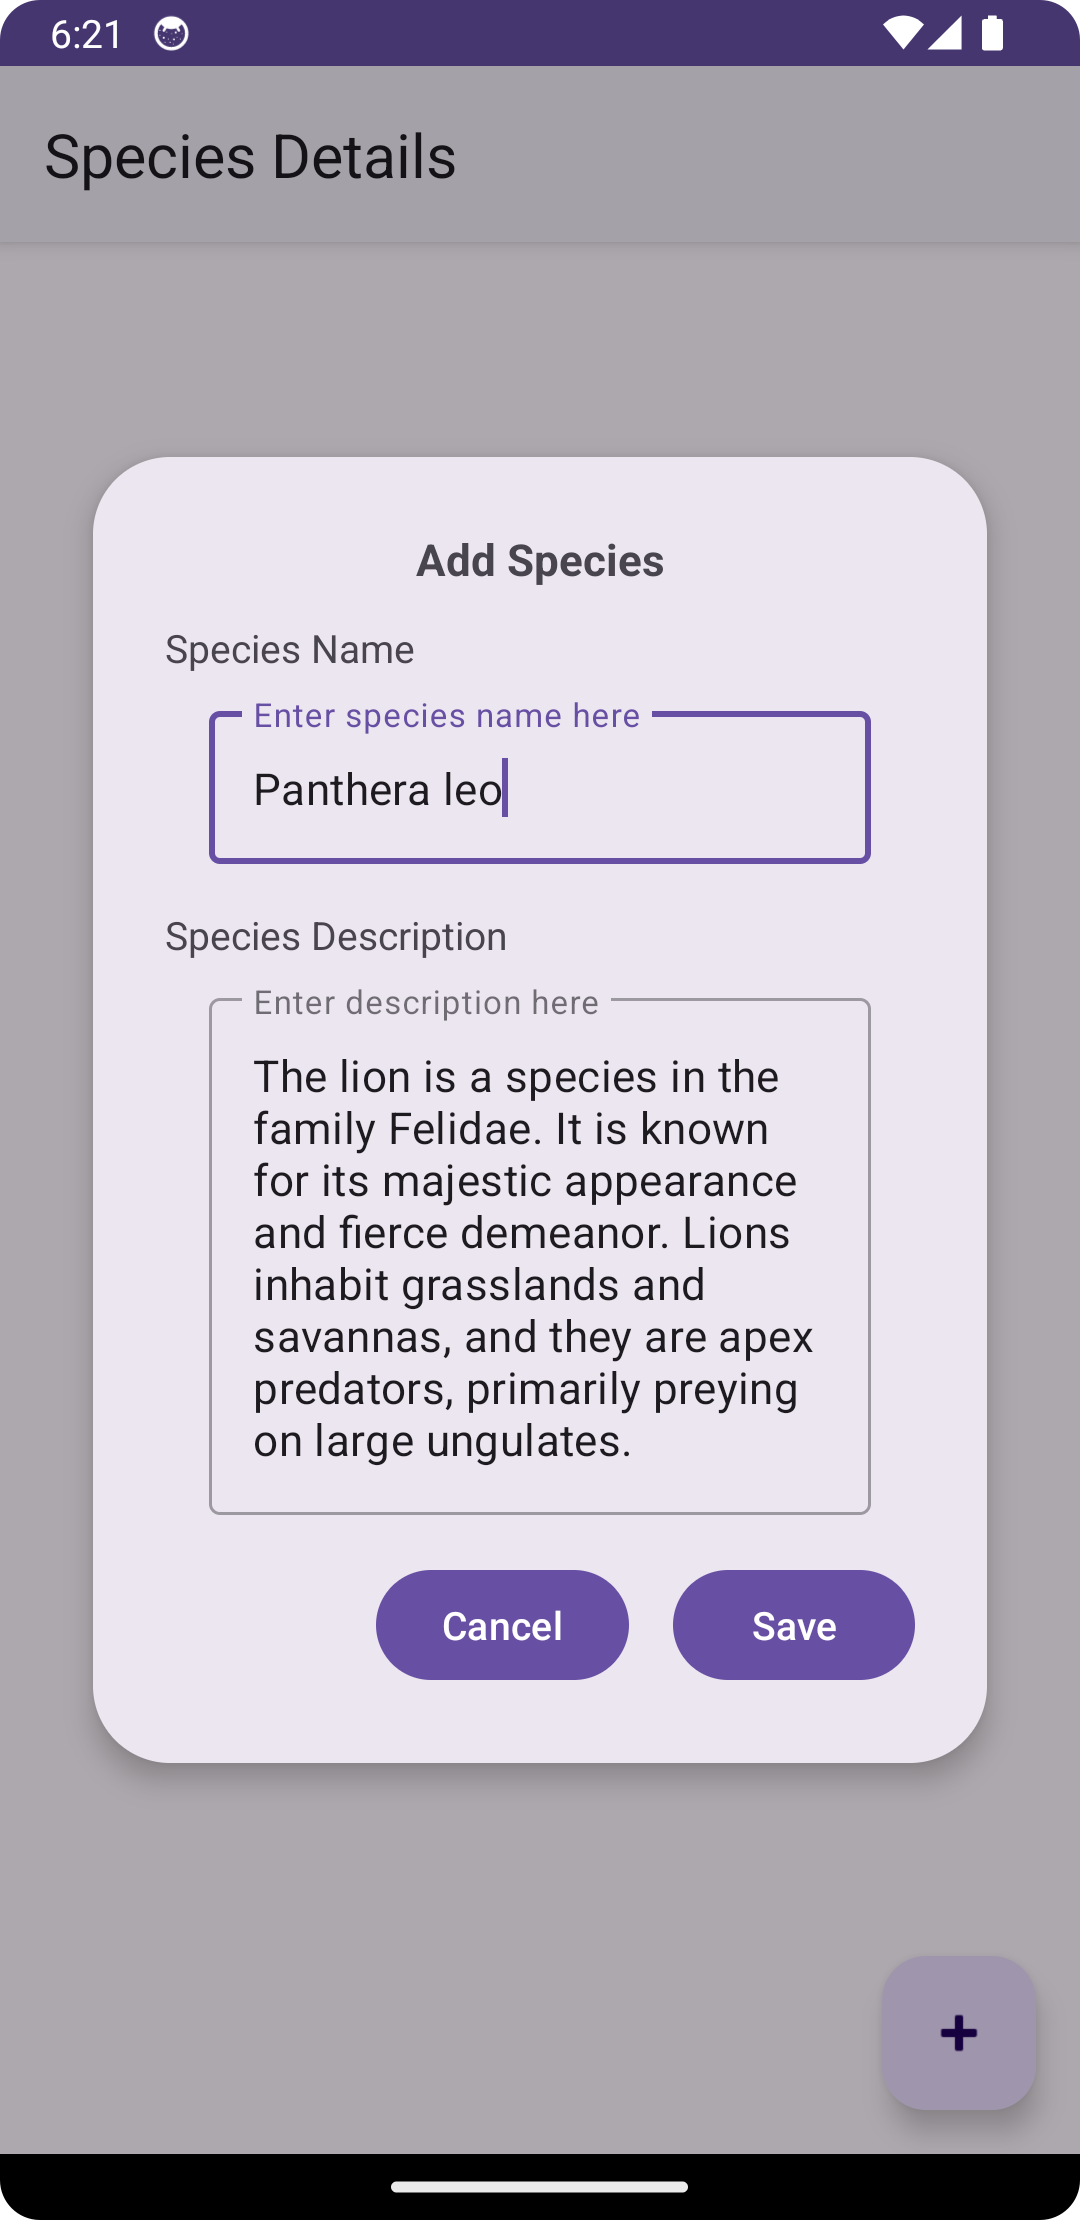 6:21
Species Details
Add Species
Species Name
Enter species name here
Panthera leo
Species Description
Enter description here
The lion is a species in the
family Felidae. It is known
for its majestic appearance
and fierce demeanor. Lions
inhabit grasslands and
savannas, and they are apex
predators, primarily preying
on large ungulates.
Cancel
Save